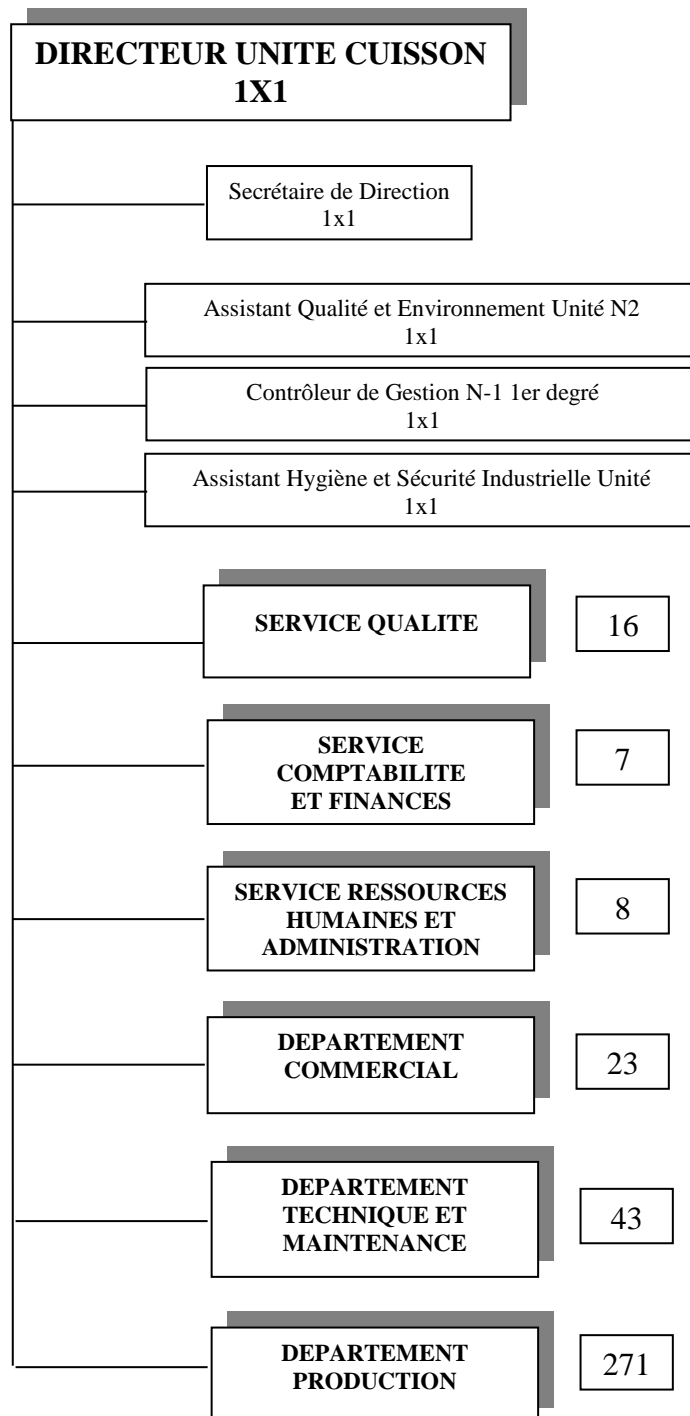 DIRECTEUR UNITE CUISSON
1X1
Secrétaire de Direction
1x1
Assistant Qualité et Environnement Unité N2
1x1
Contrôleur de Gestion N-1 1er degré
1x1
Assistant Hygiène et Sécurité Industrielle Unité
1x1
SERVICE QUALITE
16
SERVICE
COMPTABILITE
ET FINANCES
7
SERVICE RESSOURCES
HUMAINES ET
ADMINISTRATION
8
DEPARTEMENT
COMMERCIAL
23
DEPARTEMENT
TECHNIQUE ET
MAINTENANCE
43
DEPARTEMENT
PRODUCTION
271